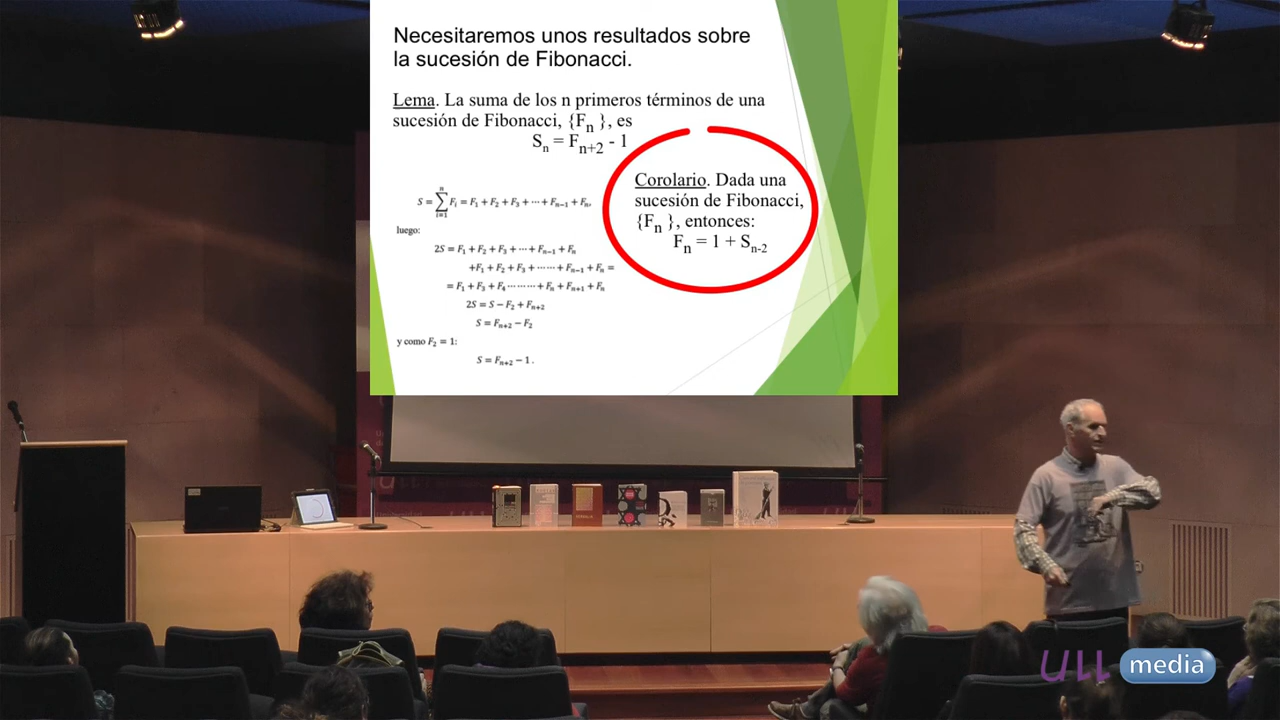 Necesitaremos unos resultados sobre
la sucesión de Fibonacci.
Lema. La suma de los n primeros términos de una
sucesión de Fibonacci, {Fₙ }, es
Sₙ = Fₙ₊₂ - 1
S = ∑ⁿᵢ₌₁ Fᵢ = F₁ + F₂ + F₃ + ⋯ + Fₙ₋₁ + Fₙ,
luego:
2S = F₁ + F₂ + F₃ + ⋯ + Fₙ₋₁ + Fₙ
+F₁ + F₂ + F₃ + ⋯⋯ + Fₙ₋₁ + Fₙ =
= F₁ + F₃ + F₄ ⋯⋯⋯ + Fₙ + Fₙ₊₁ + Fₙ
2S = S − F₂ + Fₙ₊₂
S = Fₙ₊₂ − F₂
y como F₂ = 1:
S = Fₙ₊₂ − 1 .
Corolario. Dada una
sucesión de Fibonacci,
{Fₙ }, entonces:
Fₙ = 1 + Sₙ₋₂
ULL media